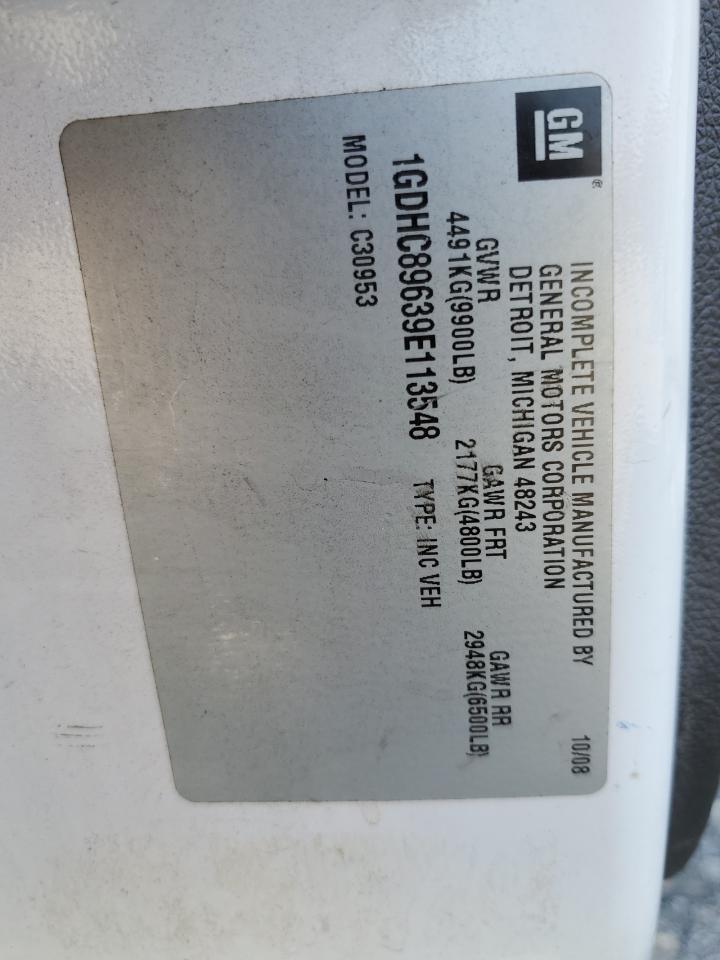 GM ®
INCOMPLETE VEHICLE MANUFACTURED BY 10/08
GENERAL MOTORS CORPORATION
DETROIT, MICHIGAN 48243
GVWR GAWR FRT GAWR RR
4491KG(9900LB) 2177KG(4800LB) 2948KG(6500LB)
1GDHC89639E113548 TYPE: INC VEH
MODEL: C30953